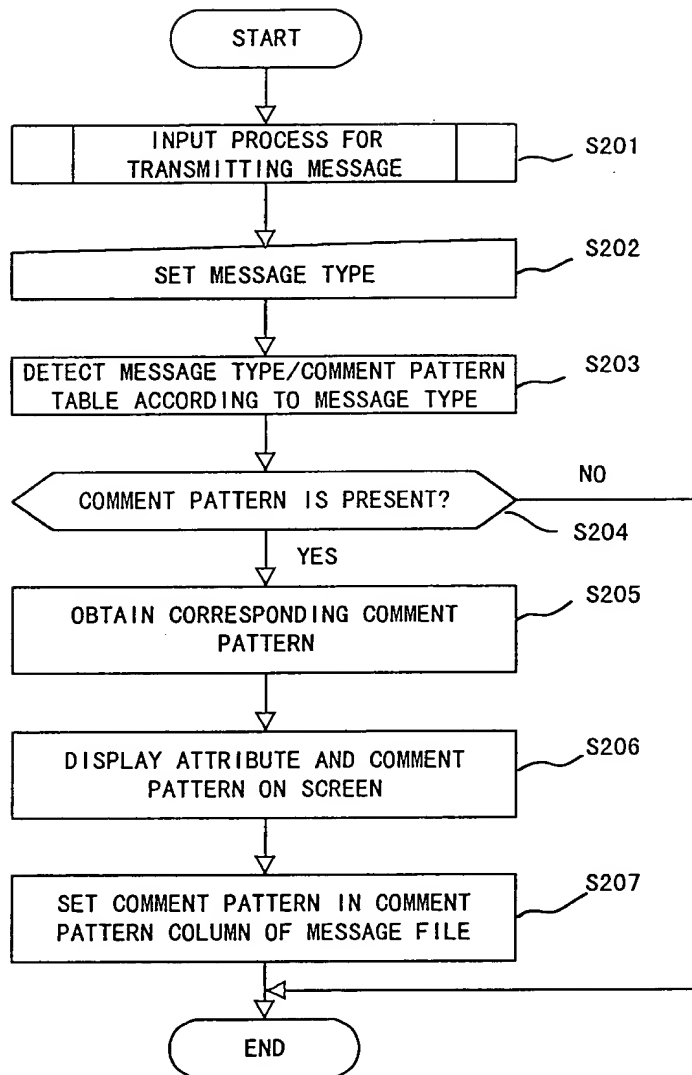 START
INPUT PROCESS FOR
TRANSMITTING MESSAGE
S201
SET MESSAGE TYPE
S202
DETECT MESSAGE TYPE/COMMENT PATTERN
TABLE ACCORDING TO MESSAGE TYPE
S203
COMMENT PATTERN IS PRESENT?
NO
S204
YES
OBTAIN CORRESPONDING COMMENT
PATTERN
S205
DISPLAY ATTRIBUTE AND COMMENT
PATTERN ON SCREEN
S206
SET COMMENT PATTERN IN COMMENT
PATTERN COLUMN OF MESSAGE FILE
S207
END